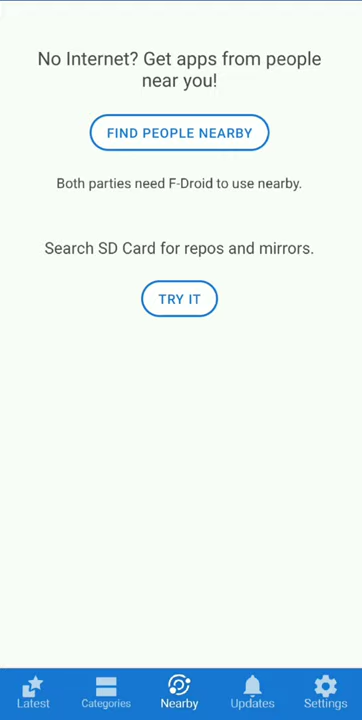 No Internet? Get apps from people
near you!
FIND PEOPLE NEARBY
Both parties need F-Droid to use nearby.
Search SD Card for repos and mirrors.
TRY IT
Latest
Categories
Nearby
Updates
Settings